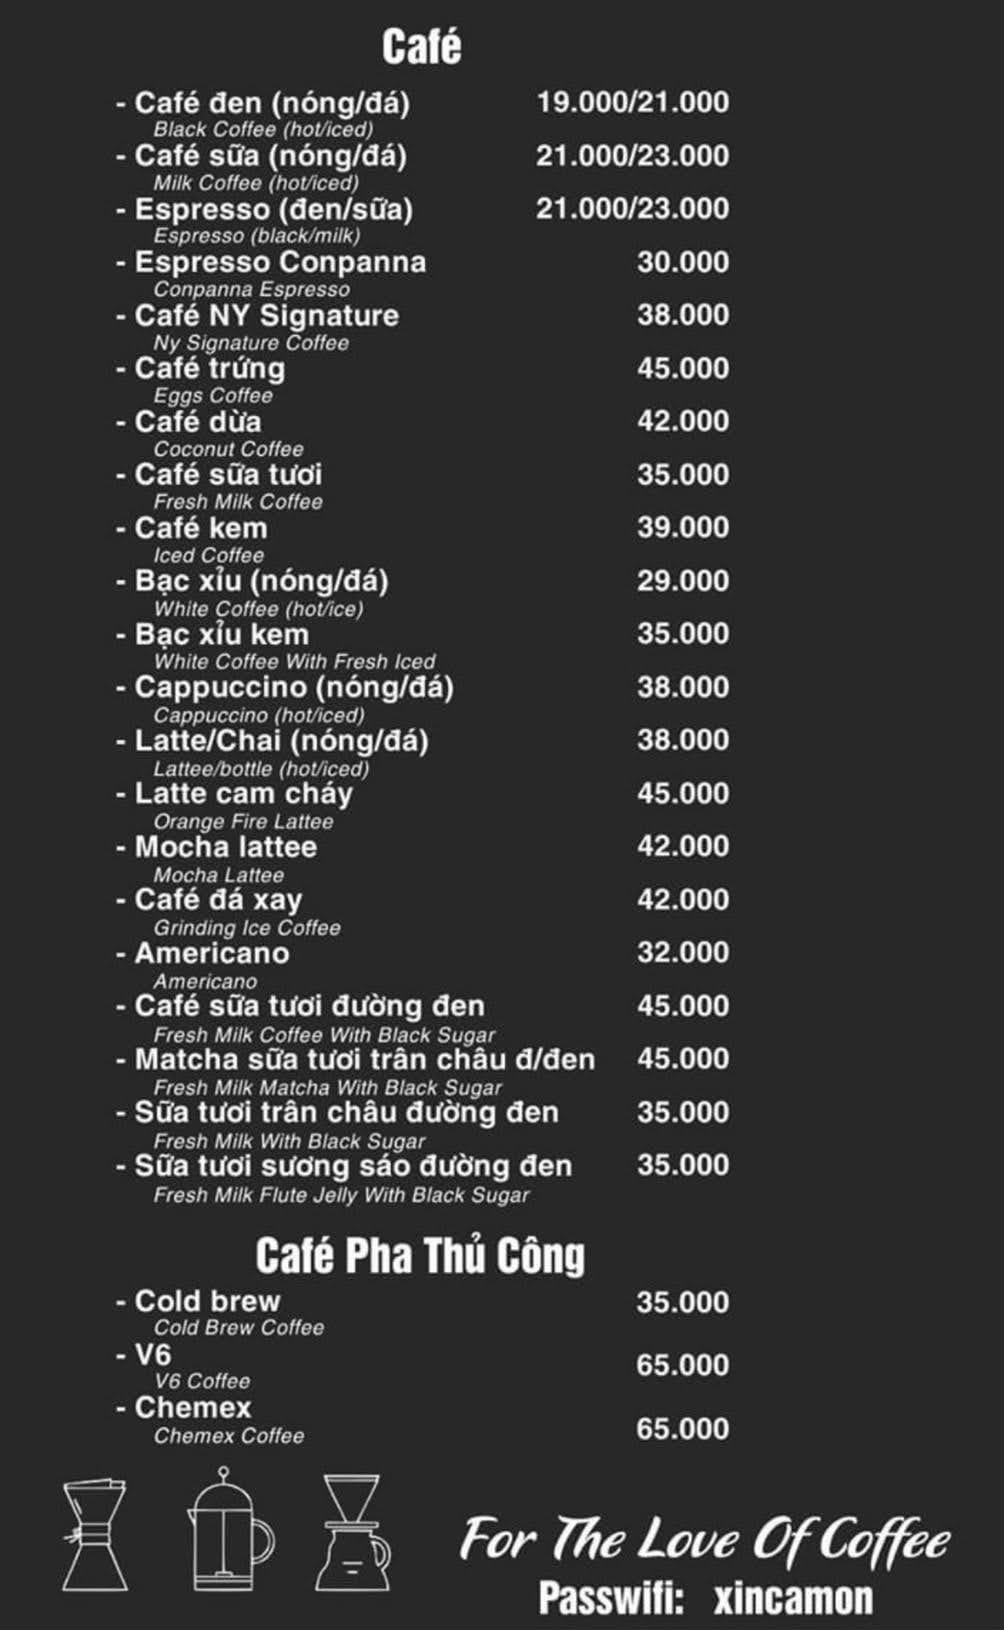 Café
- Café đen (nóng/đá) 19.000/21.000
Black Coffee (hot/iced)
- Café sữa (nóng/đá) 21.000/23.000
Milk Coffee (hot/iced)
- Espresso (đen/sữa) 21.000/23.000
Espresso (black/milk)
- Espresso Conpanna 30.000
Conpanna Espresso
- Café NY Signature 38.000
Ny Signature Coffee
- Café trứng 45.000
Eggs Coffee
- Café dừa 42.000
Coconut Coffee
- Café sữa tươi 35.000
Fresh Milk Coffee
- Café kem 39.000
Iced Coffee
- Bạc xỉu (nóng/đá) 29.000
White Coffee (hot/ice)
- Bạc xỉu kem 35.000
White Coffee With Fresh Iced
- Cappuccino (nóng/đá) 38.000
Cappuccino (hot/iced)
- Latte/Chai (nóng/đá) 38.000
Lattee/bottle (hot/iced)
- Latte cam cháy 45.000
Orange Fire Lattee
- Mocha lattee 42.000
Mocha Lattee
- Café đá xay 42.000
Grinding Ice Coffee
- Americano 32.000
Americano
- Café sữa tươi đường đen 45.000
Fresh Milk Coffee With Black Sugar
- Matcha sữa tươi trân châu đ/đen 45.000
Fresh Milk Matcha With Black Sugar
- Sữa tươi trân châu đường đen 35.000
Fresh Milk With Black Sugar
- Sữa tươi sương sáo đường đen 35.000
Fresh Milk Flute Jelly With Black Sugar
Café Pha Thủ Công
- Cold brew 35.000
Cold Brew Coffee
- V6 65.000
V6 Coffee
- Chemex 65.000
Chemex Coffee
For The Love Of Coffee
Passwifi: xincamon